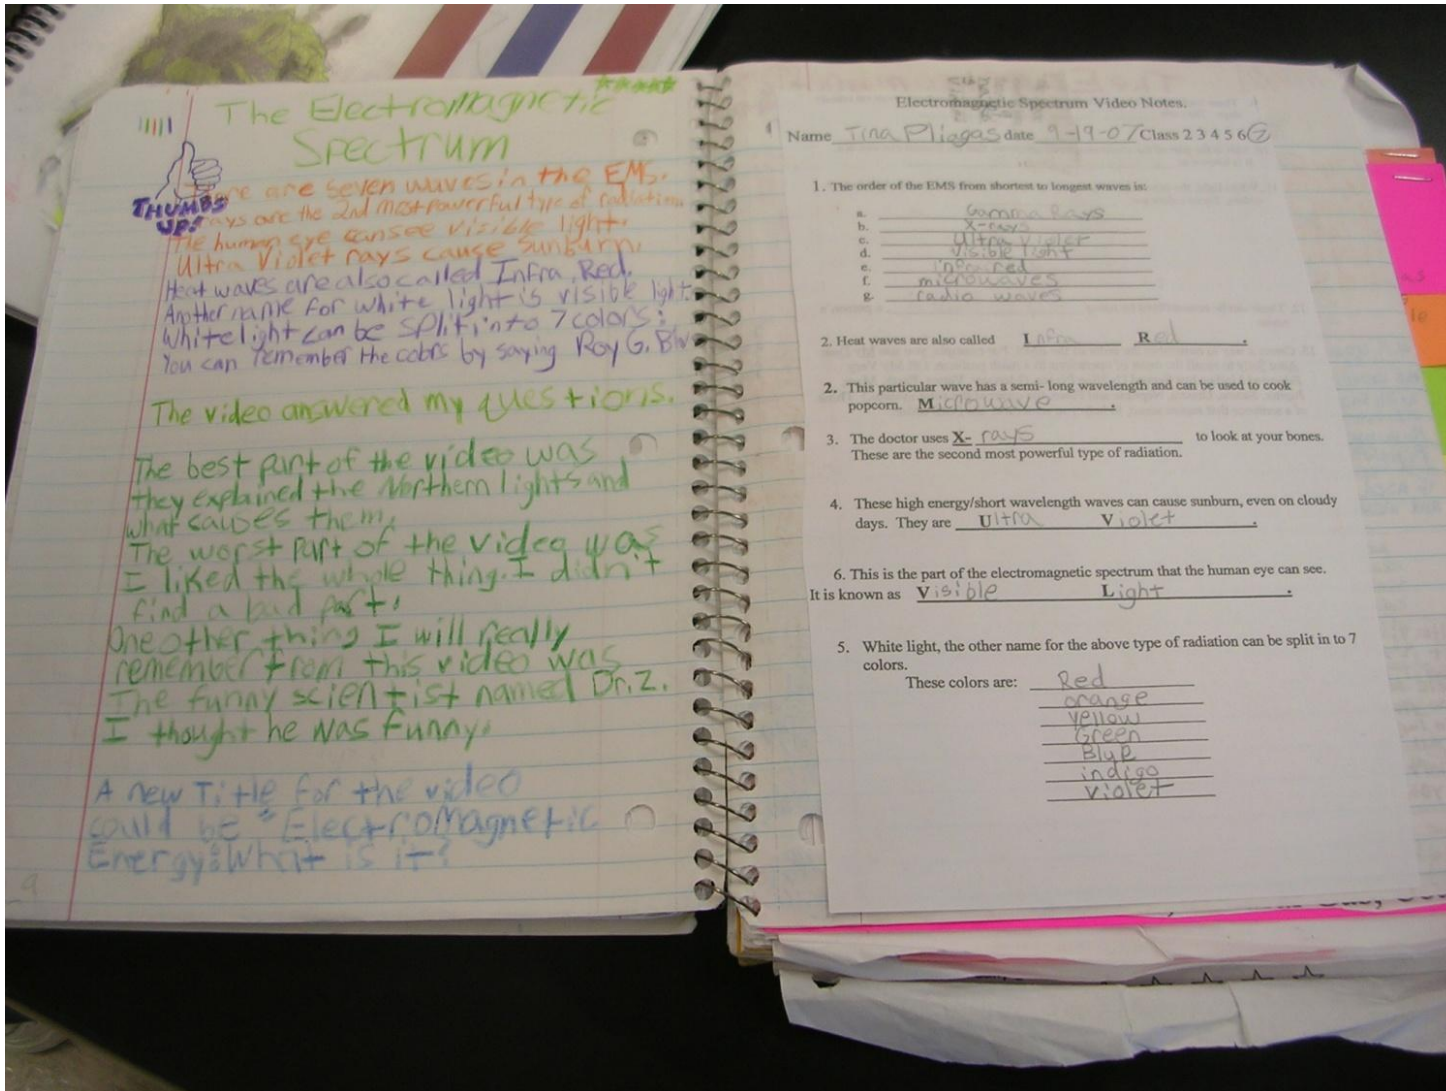 The Electromagnetic
Spectrum
THUMBS
UP!
are seven waves in the EMS.
rays are the 2nd most powerful type of radiation.
The human eye can see visible light.
Ultra Violet rays cause sunburn.
Heat waves are also called Infra Red.
Another name for white light is visible light.
White light can be split into 7 colors:
You can remember the colors by saying Roy G. Biv
The video answered my questions.
The best part of the video was
they explained the Northern lights and
what causes them.
The worst part of the video was
I liked the whole thing. I didn't
find a bad part.
One other thing I will really
remember from this video was
The funny scientist named Dr. Z.
I thought he was funny.
A new Title for the video
could be "ElectroMagnetic
Energy: What is it?
9
Electromagnetic Spectrum Video Notes.
Name Tina Pliagas date 9-19-07 Class 2 3 4 5 6 7
1. The order of the EMS from shortest to longest waves is:
a. Gamma Rays
b. X-rays
c. Ultra Violet
d. Visible light
e. infrared
f. microwaves
g. radio waves
2. Heat waves are also called Infra Red.
2. This particular wave has a semi- long wavelength and can be used to cook
popcorn. Microwave.
3. The doctor uses X- rays to look at your bones.
These are the second most powerful type of radiation.
4. These high energy/short wavelength waves can cause sunburn, even on cloudy
days. They are Ultra Violet.
6. This is the part of the electromagnetic spectrum that the human eye can see.
It is known as Visible Light.
5. White light, the other name for the above type of radiation can be split in to 7
colors.
These colors are: Red
orange
yellow
Green
Blue
indigo
violet